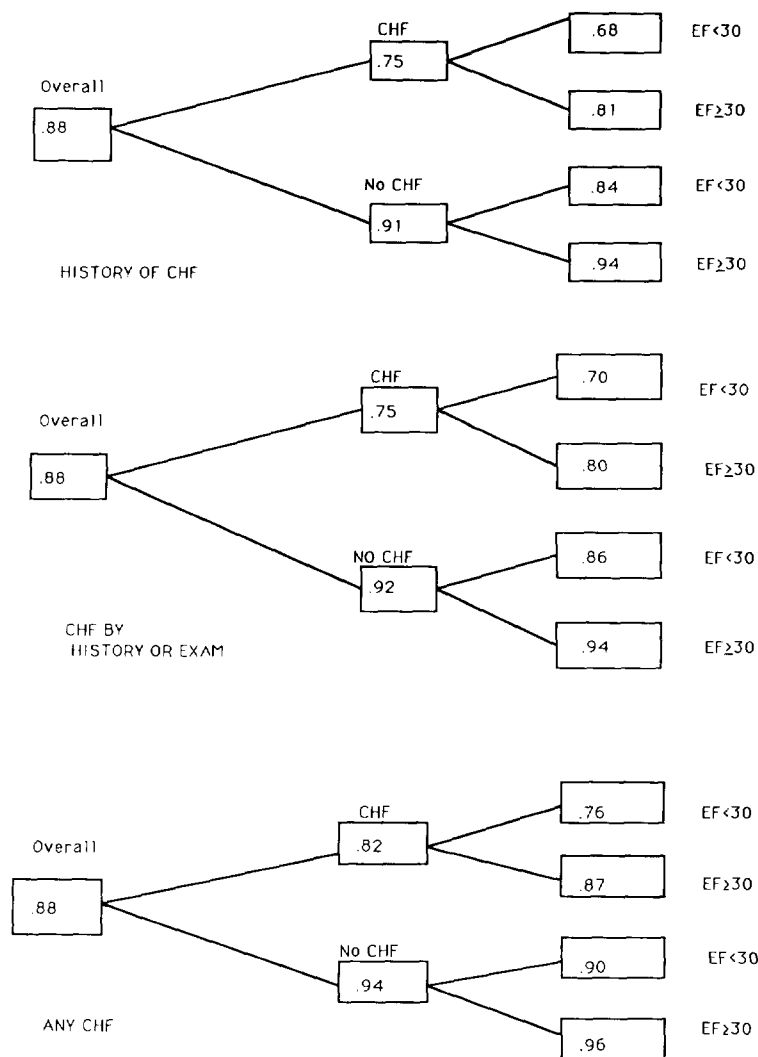 CHF
.68 EF<30
.75
Overall
.81 EF≥30
.88
No CHF
.84 EF<30
.91
.94 EF≥30
HISTORY OF CHF
CHF
.70 EF<30
.75
Overall
.80 EF≥30
.88
NO CHF
.86 EF<30
.92
.94 EF≥30
CHF BY
HISTORY OR EXAM
CHF
.76 EF<30
.82
Overall
.87 EF≥30
.88
No CHF
.90 EF<30
.94
.96 EF≥30
ANY CHF